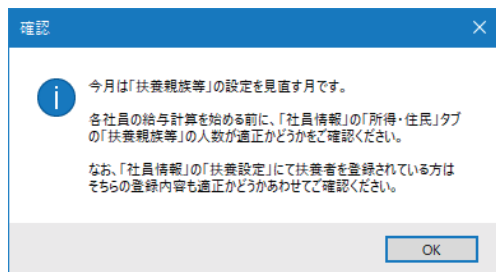 確認
今月は「扶養親族等」の設定を見直す月です。
各社員の給与計算を始める前に、「社員情報」の「所得・住民」タブ
の「扶養親族等」の人数が適正かどうかをご確認ください。
なお、「社員情報」の「扶養設定」にて扶養者を登録されている方は
そちらの登録内容も適正かどうかあわせてご確認ください。
OK